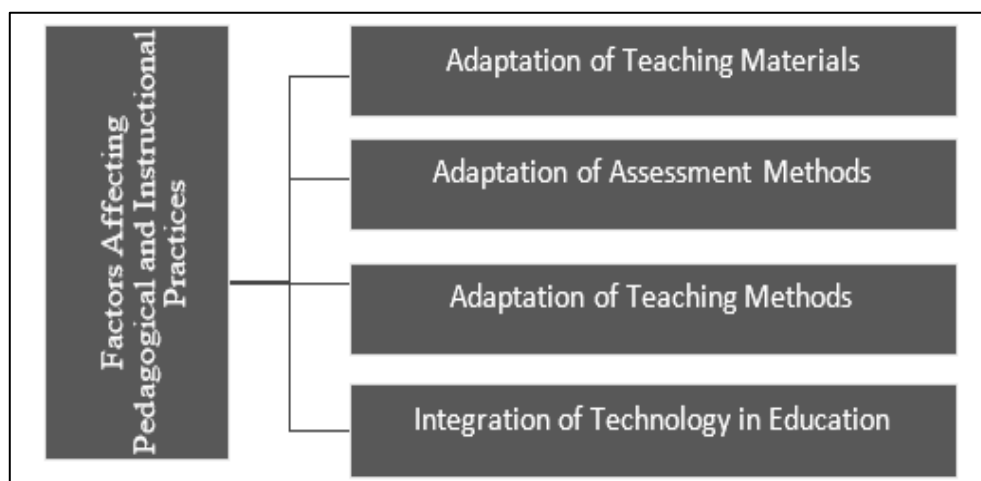 Factors Affecting
Pedagogical and Instructional
Practices
Adaptation of Teaching Materials
Adaptation of Assessment Methods
Adaptation of Teaching Methods
Integration of Technology in Education